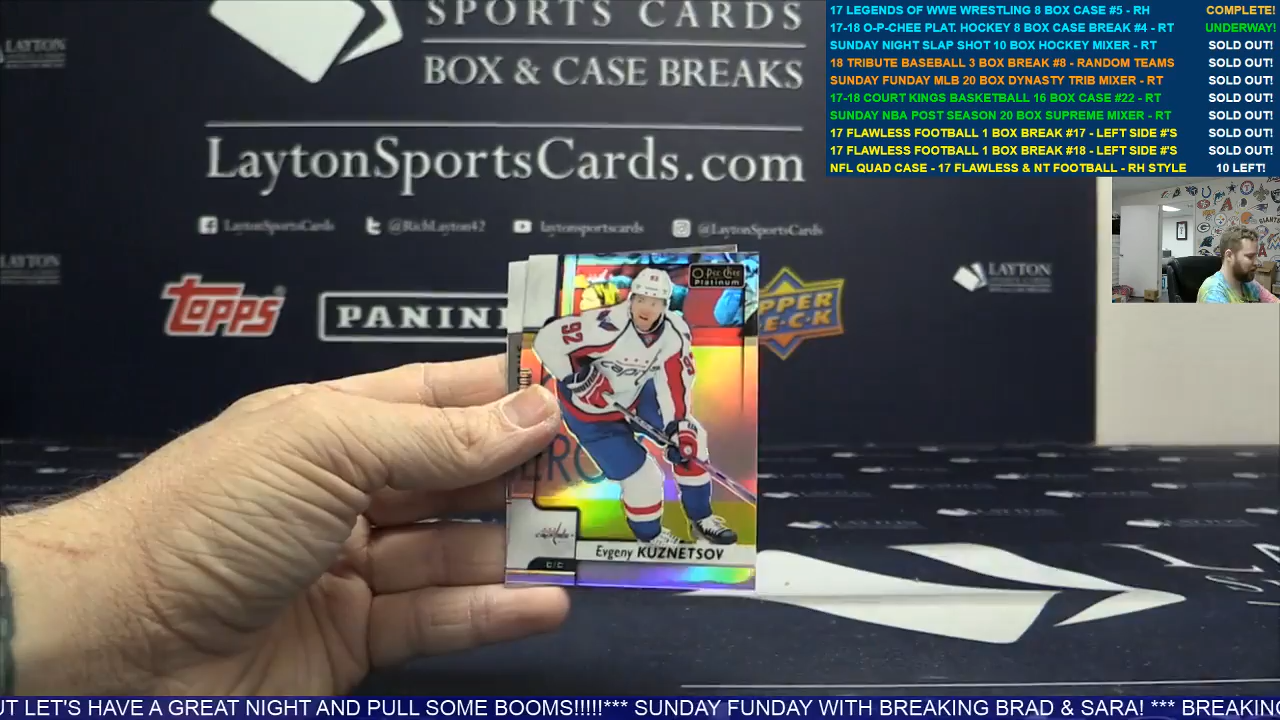 SPORTS CARDS
BOX & CASE BREAKS
LaytonSportsCards.com
LaytonSportsCards
@RichLayton42
laytonsportscards
@LaytonSportsCards
LAYTON
LAYTON
TOPPS
PANINI
UPPER DECK
O-Pee-Chee
Platinum
92
capitals
Evgeny KUZNETSOV
C/C
17 LEGENDS OF WWE WRESTLING 8 BOX CASE #5 - RH COMPLETE!
17-18 O-P-CHEE PLAT. HOCKEY 8 BOX CASE BREAK #4 - RT UNDERWAY!
SUNDAY NIGHT SLAP SHOT 10 BOX HOCKEY MIXER - RT SOLD OUT!
18 TRIBUTE BASEBALL 3 BOX BREAK #8 - RANDOM TEAMS SOLD OUT!
SUNDAY FUNDAY MLB 20 BOX DYNASTY TRIB MIXER - RT SOLD OUT!
17-18 COURT KINGS BASKETBALL 16 BOX CASE #22 - RT SOLD OUT!
SUNDAY NBA POST SEASON 20 BOX SUPREME MIXER - RT SOLD OUT!
17 FLAWLESS FOOTBALL 1 BOX BREAK #17 - LEFT SIDE #'S SOLD OUT!
17 FLAWLESS FOOTBALL 1 BOX BREAK #18 - LEFT SIDE #'S SOLD OUT!
NFL QUAD CASE - 17 FLAWLESS & NT FOOTBALL - RH STYLE 10 LEFT!
UT LET'S HAVE A GREAT NIGHT AND PULL SOME BOOMS!!!!!*** SUNDAY FUNDAY WITH BREAKING BRAD & SARA! *** BREAKING